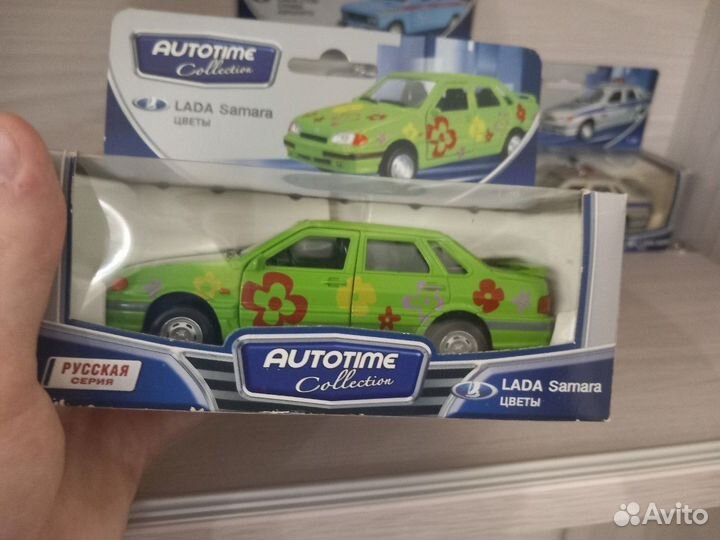 AUTOTIME
Collection
LADA Samara
ЦВЕТЫ
AUTOTIME
Collection
РУССКАЯ
СЕРИЯ
LADA Samara
ЦВЕТЫ
Avito